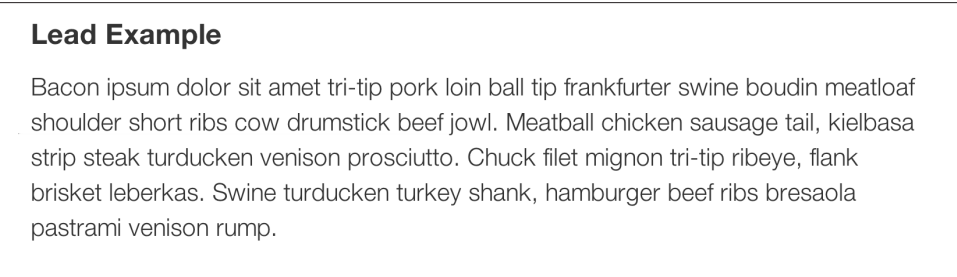 Lead Example
Bacon ipsum dolor sit amet tri-tip pork loin ball tip frankfurter swine boudin meatloaf
shoulder short ribs cow drumstick beef jowl. Meatball chicken sausage tail, kielbasa
strip steak turducken venison prosciutto. Chuck filet mignon tri-tip ribeye, flank
brisket leberkas. Swine turducken turkey shank, hamburger beef ribs bresaola
pastrami venison rump.